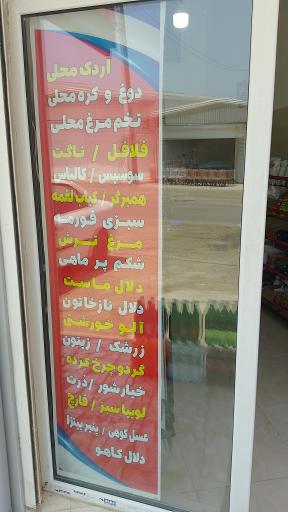 اردک محلی
دوغ و کره محلی
تخم مرغ محلی
فلافل / ناگت
سوسیس / کالباس
همبرگر / کباب لقمه
سبزی قورمه
مرغ ترش
شکم پر ماهی
دلال ماست
دلال نازخاتون
آلو خورشتی
زرشک / زیتون
گردو چرخ کرده
خیارشور / ذرت
لوبیا سبز / قارچ
عسل کوهی / پنیر پیتزا
دلال کاهو